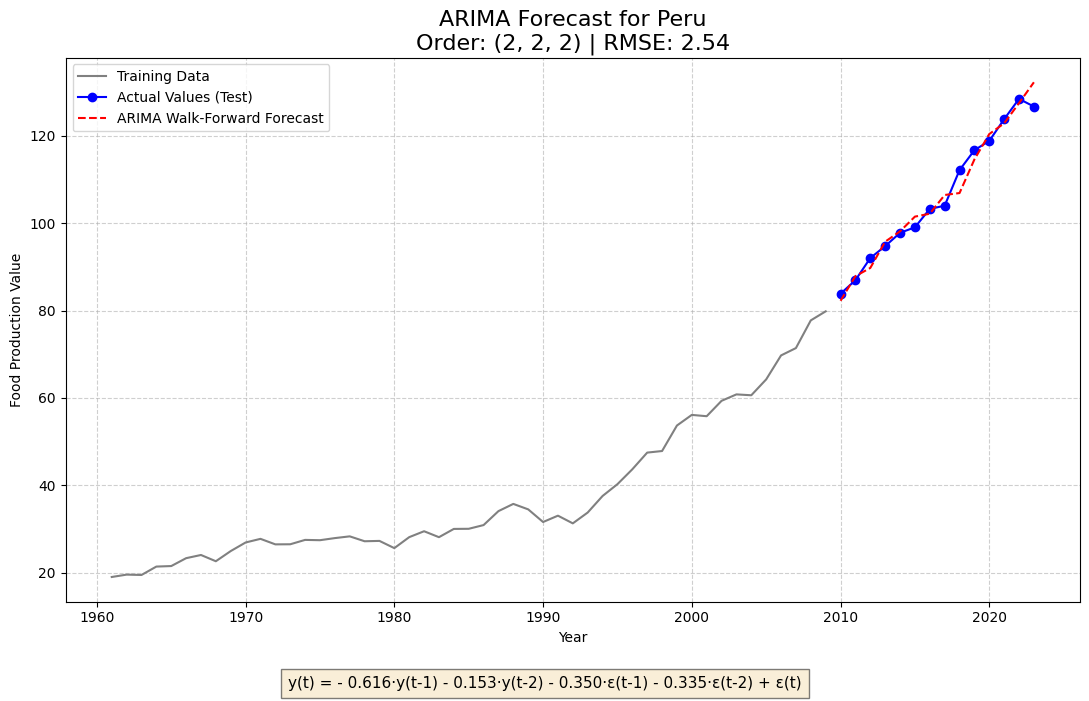 ARIMA Forecast for Peru
Order: (2, 2, 2) | RMSE: 2.54
Training Data
Actual Values (Test)
ARIMA Walk-Forward Forecast
Food Production Value
120
100
80
60
40
20
1960
1970
1980
1990
2000
2010
2020
Year
y(t) = - 0.616·y(t-1) - 0.153·y(t-2) - 0.350·ε(t-1) - 0.335·ε(t-2) + ε(t)